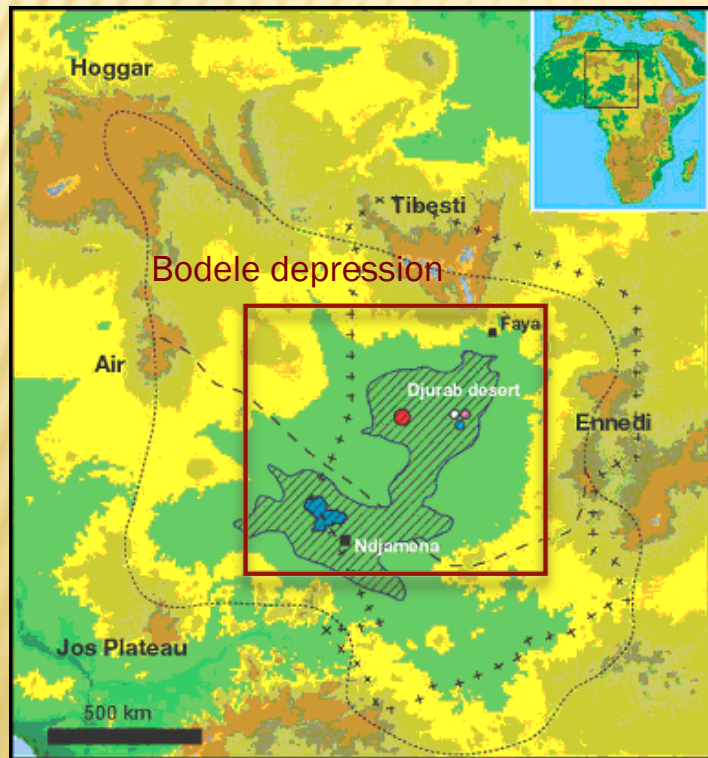 Hoggar
Tibesti
Bodele depression
Faya
Air
Djurab desert
Ennedi
Ndjamena
Jos Plateau
500 km